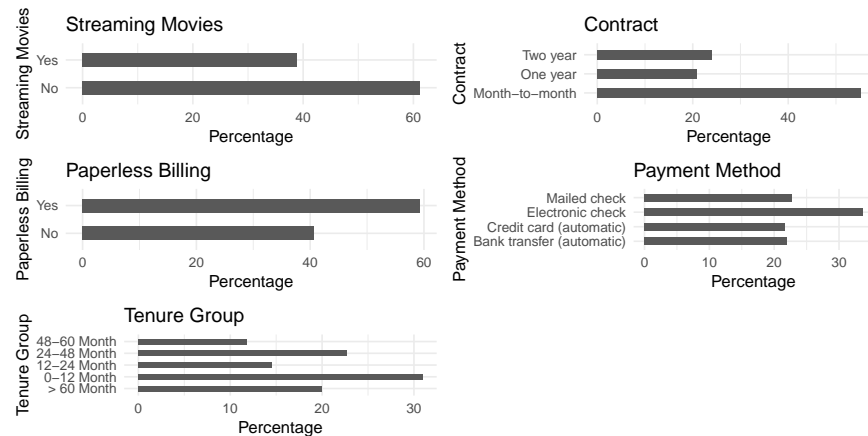 Streaming Movies
Streaming Movies
Yes
No
0 20 40 60
Percentage
Contract
Contract
Two year
One year
Month−to−month
0 20 40
Percentage
Paperless Billing
Paperless Billing
Yes
No
0 20 40 60
Percentage
Payment Method
Payment Method
Mailed check
Electronic check
Credit card (automatic)
Bank transfer (automatic)
0 10 20 30
Percentage
Tenure Group
Tenure Group
48−60 Month
24−48 Month
12−24 Month
0−12 Month
> 60 Month
0 10 20 30
Percentage